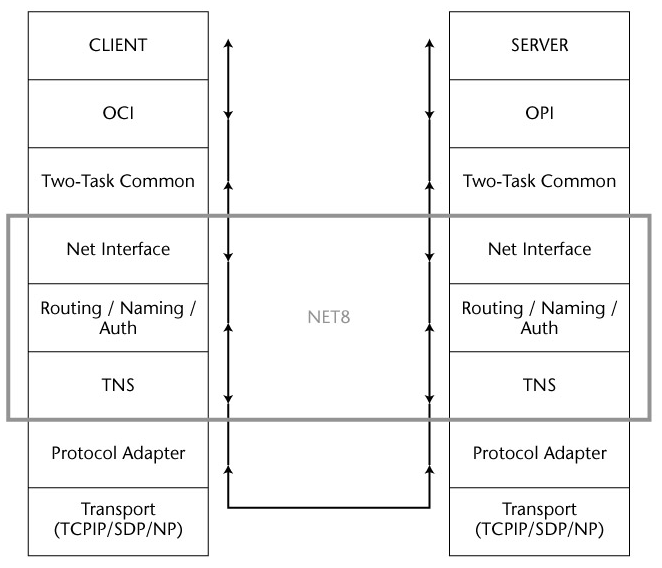 CLIENT
OCI
Two-Task Common
Net Interface
Routing / Naming /
Auth
TNS
Protocol Adapter
Transport
(TCPIP/SDP/NP)
NET8
SERVER
OPI
Two-Task Common
Net Interface
Routing / Naming /
Auth
TNS
Protocol Adapter
Transport
(TCPIP/SDP/NP)